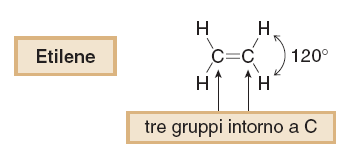 Etilene
H H
C=C
H H
120°
tre gruppi intorno a C